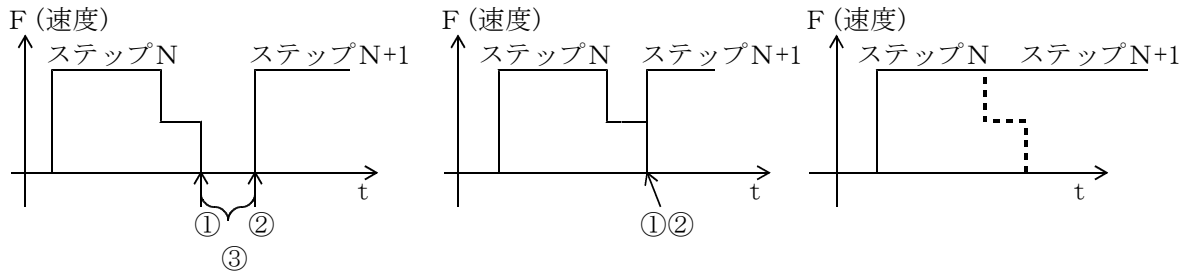 F (速度)
ステップN
ステップN+1
t
①
②
③
F (速度)
ステップN
ステップN+1
t
①②
F (速度)
ステップN
ステップN+1
t